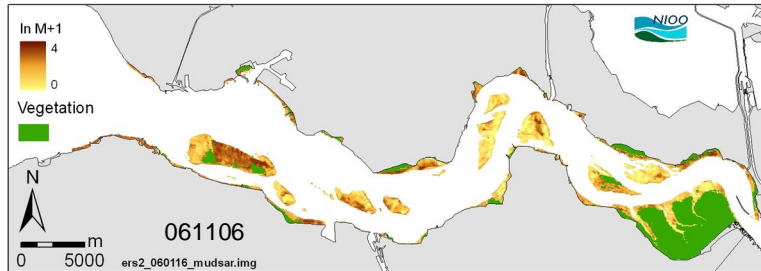 ln M+1
4
0
Vegetation
NIOO
N
061106
0 5000 m
ers2_060116_mudsar.img